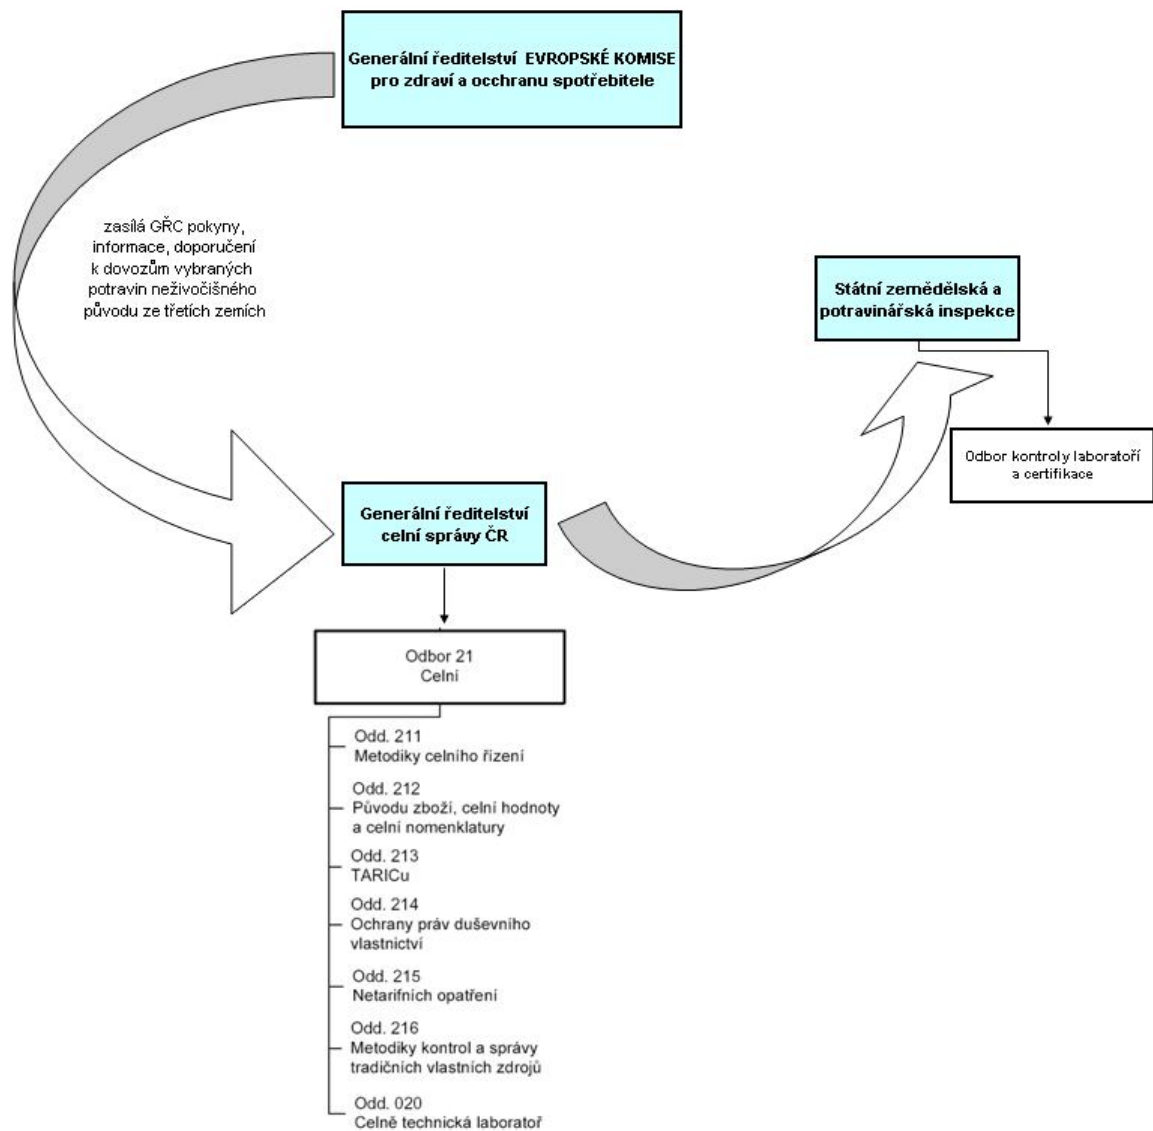 Generální ředitelství EVROPSKÉ KOMISE
pro zdraví a occhranu spotřebitele
zasílá GŘC pokyny,
informace, doporučení
k dovozům vybraných
potravin neživočišného
původu ze třetích zemích
Státní zemědělská a
potravinářská inspekce
Odbor kontroly laboratoří
a certifikace
Generální ředitelství
celní správy ČR
Odbor 21
Celní
Odd. 211
Metodiky celního řízení
Odd. 212
Původu zboží, celní hodnoty
a celní nomenklatury
Odd. 213
TARICu
Odd. 214
Ochrany práv duševního
vlastnictví
Odd. 215
Netarifních opatření
Odd. 216
Metodiky kontrol a správy
tradičních vlastních zdrojů
Odd. 020
Celně technická laboratoř